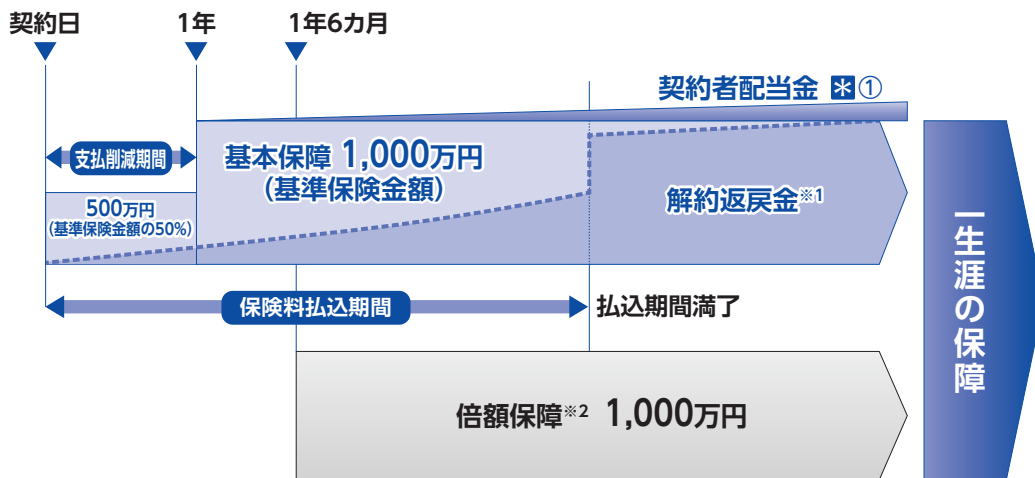 契約日
1年
1年6カ月
契約者配当金 *①
支払削減期間
基本保障 1,000万円
(基準保険金額)
500万円
(基準保険金額の50%)
解約返戻金※1
保険料払込期間
払込期間満了
一生涯の保障
倍額保障※2 1,000万円